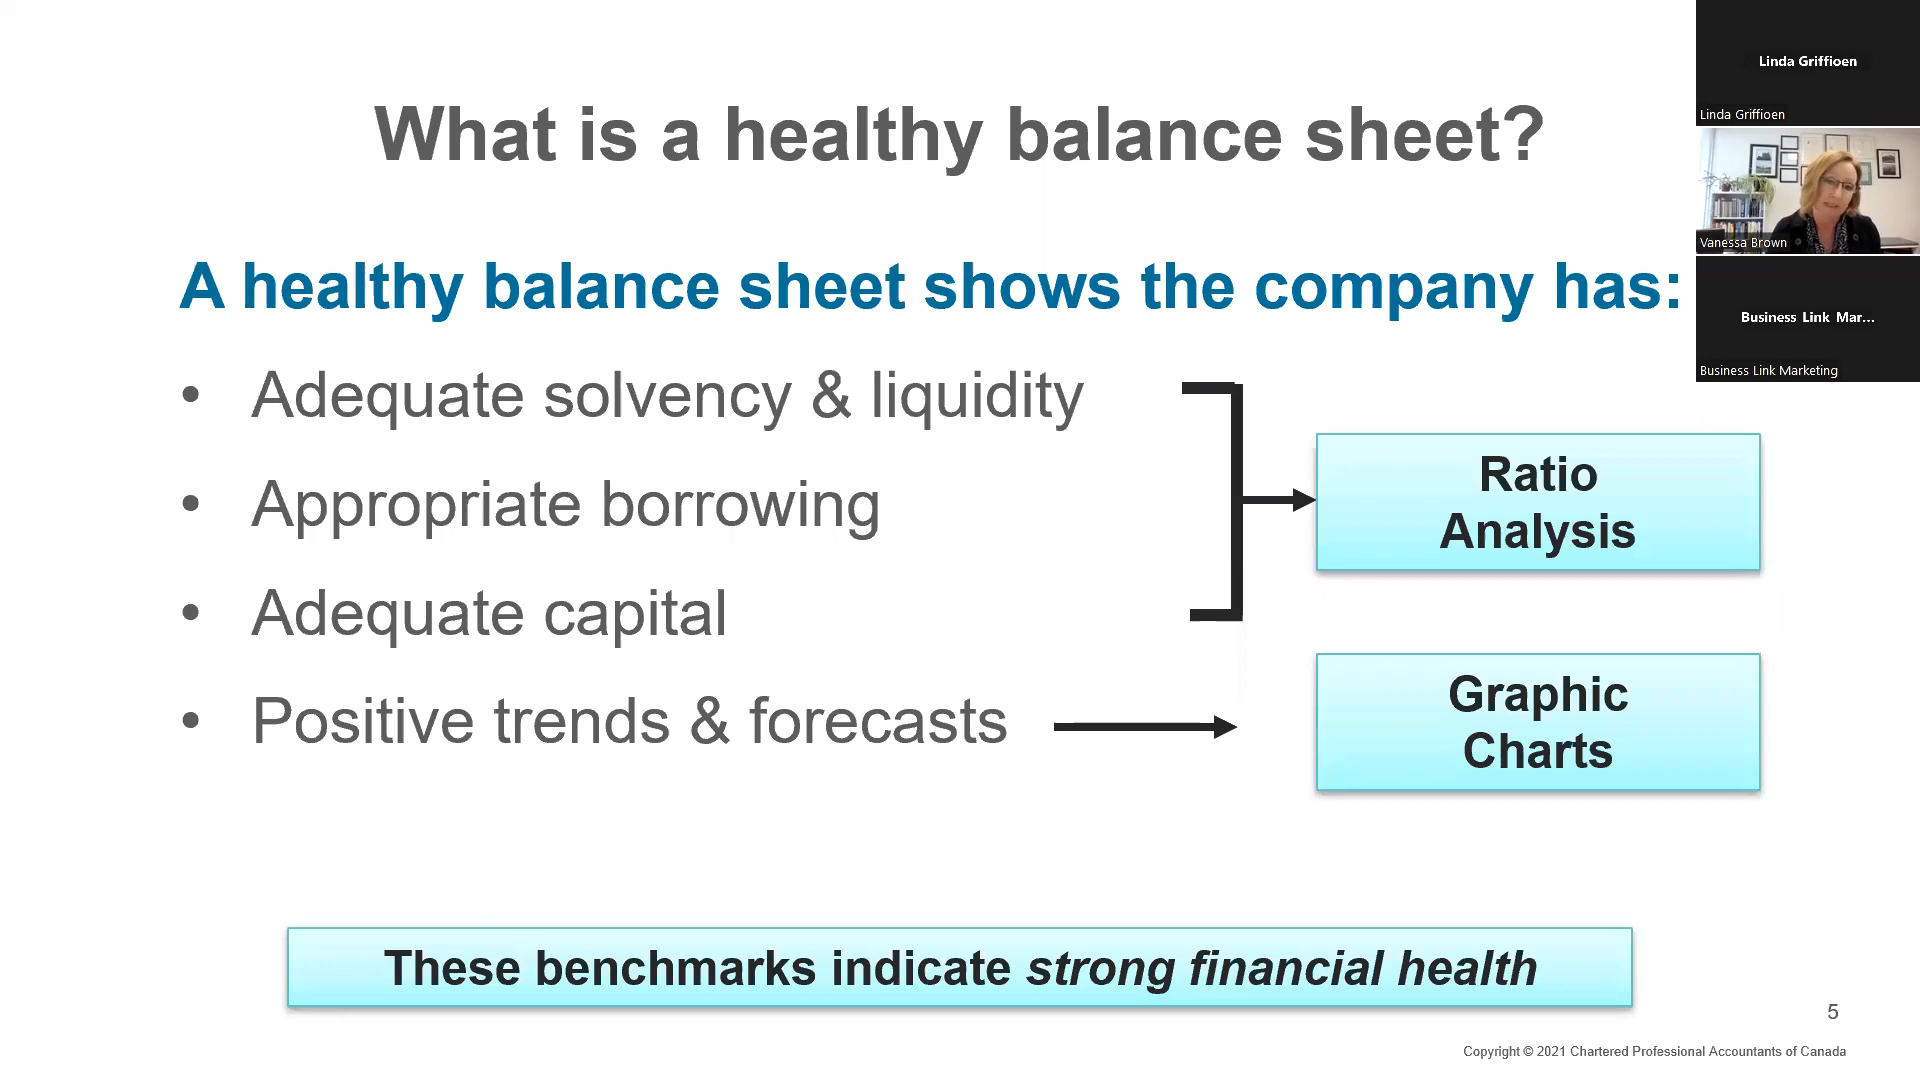 What is a healthy balance sheet?
A healthy balance sheet shows the company has:
• Adequate solvency & liquidity
• Appropriate borrowing
• Adequate capital
• Positive trends & forecasts
Ratio
Analysis
Graphic
Charts
These benchmarks indicate strong financial health
5
Copyright © 2021 Chartered Professional Accountants of Canada
Linda Griffioen
Linda Griffioen
Vanessa Brown
Business Link Mar...
Business Link Marketing